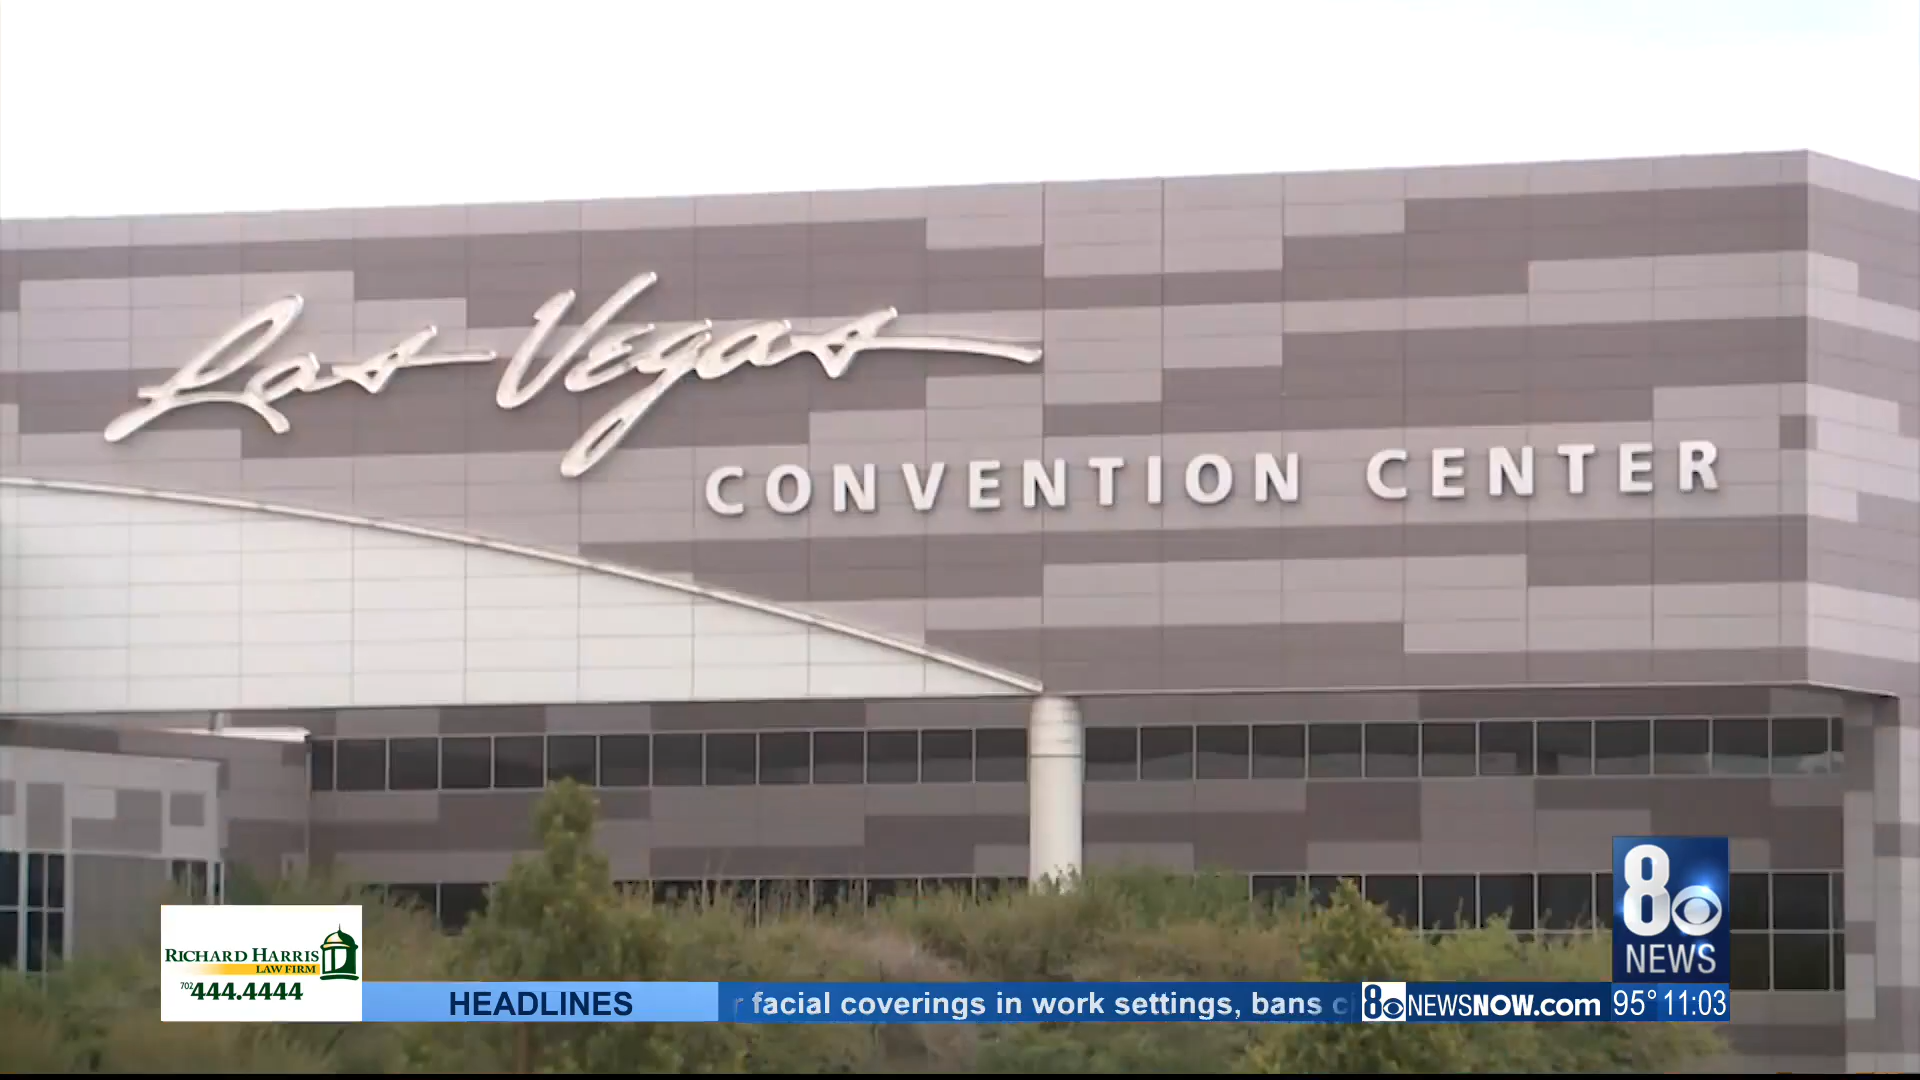 Las Vegas
CONVENTION CENTER
8
NEWS
RICHARD HARRIS
LAW FIRM
702 444.4444
HEADLINES
facial coverings in work settings, bans
8 NEWSNOW.com
95° 11:03